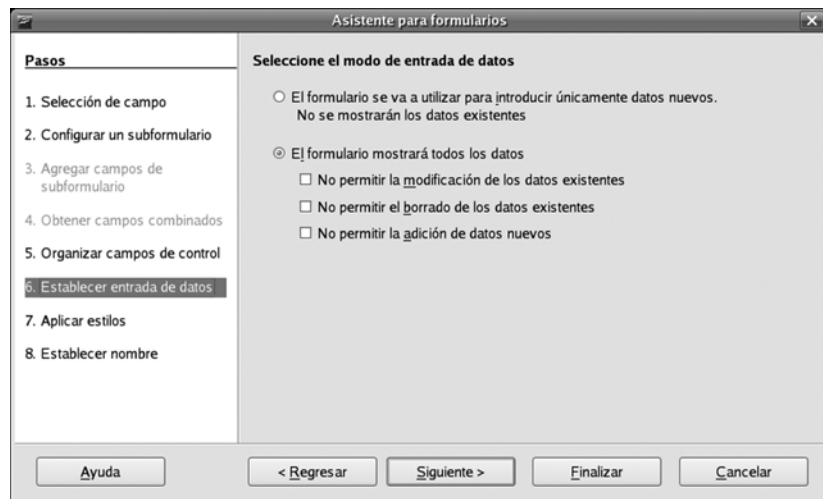 Asistente para formularios
Pasos
1. Selección de campo
2. Configurar un subformulario
3. Agregar campos de
subformulario
4. Obtener campos combinados
5. Organizar campos de control
6. Establecer entrada de datos
7. Aplicar estilos
8. Establecer nombre
Seleccione el modo de entrada de datos
El formulario se va a utilizar para introducir únicamente datos nuevos.
No se mostrarán los datos existentes
El formulario mostrará todos los datos
No permitir la modificación de los datos existentes
No permitir el borrado de los datos existentes
No permitir la adición de datos nuevos
Ayuda
< Regresar
Siguiente >
Finalizar
Cancelar